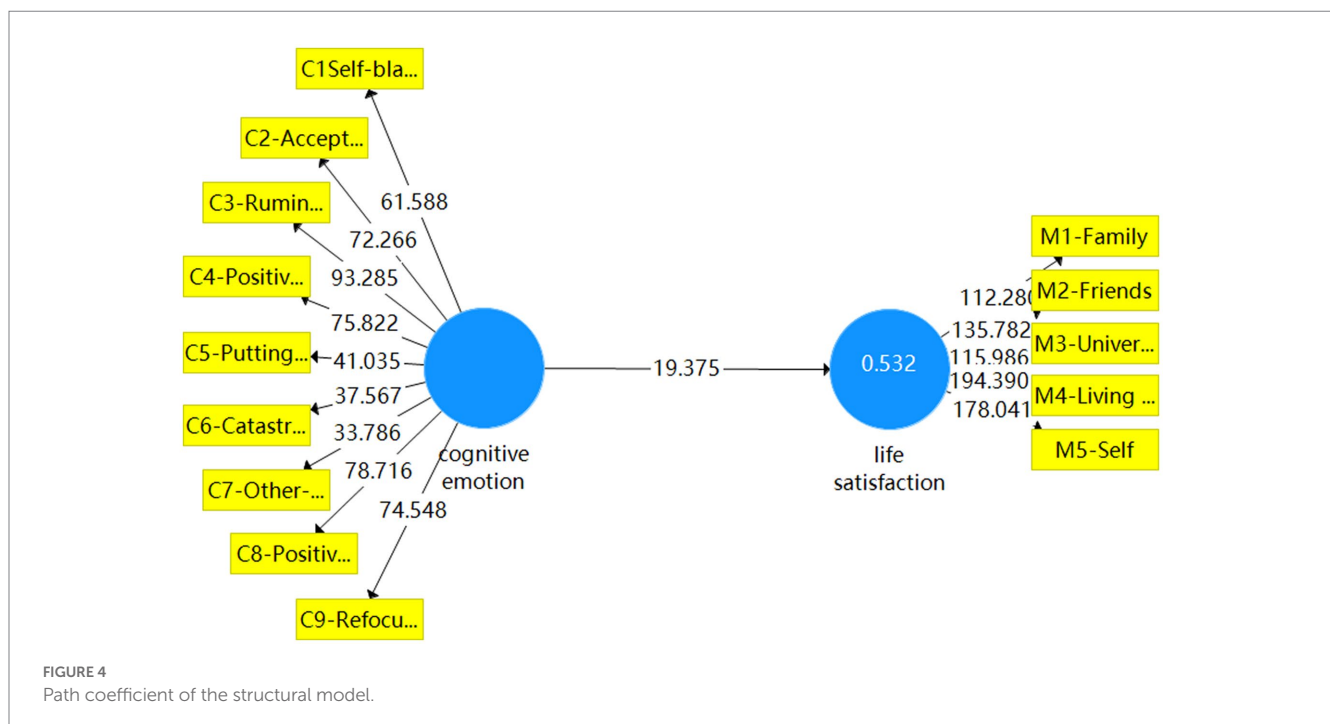 C1Self-bla...
C2-Accept...
C3-Rumin...
C4-Positiv...
C5-Putting...
C6-Catastr...
C7-Other-...
C8-Positiv...
C9-Refocu...
61.588
72.266
93.285
75.822
41.035
37.567
33.786
78.716
74.548
cognitive
emotion
19.375
0.532
life
satisfaction
112.280
135.782
115.986
194.390
178.041
M1-Family
M2-Friends
M3-Univer...
M4-Living ...
M5-Self
FIGURE 4
Path coefficient of the structural model.